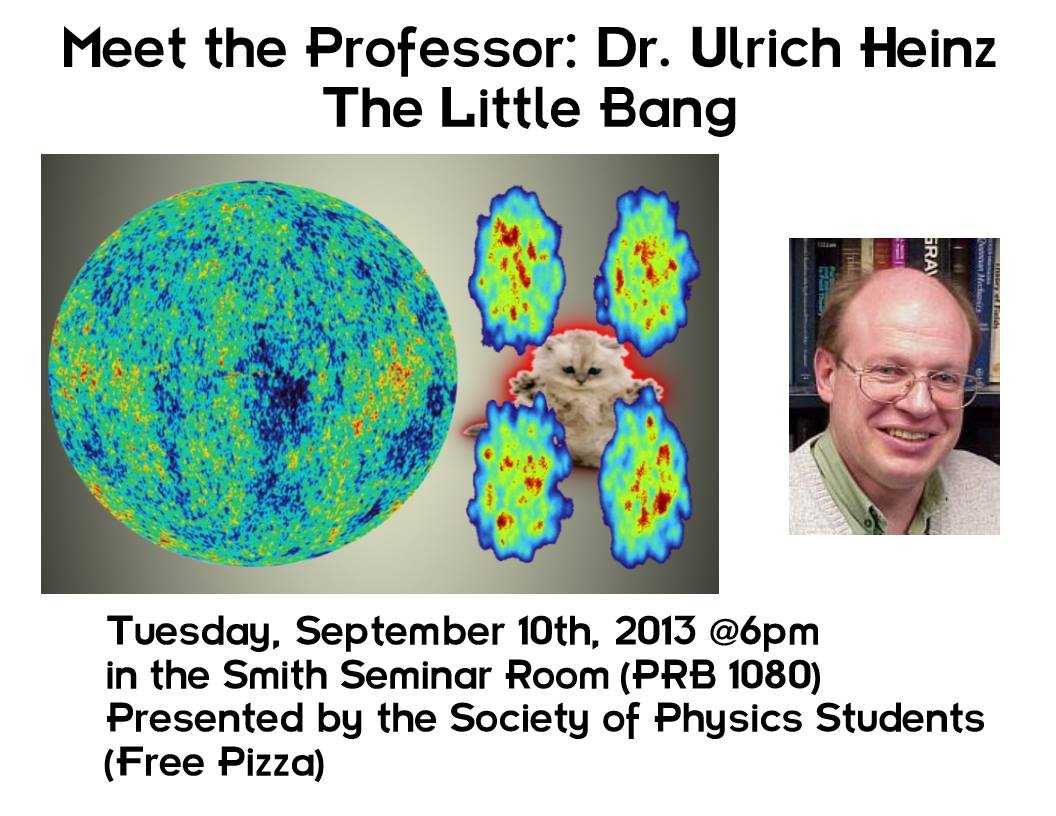 Meet the Professor: Dr. Ulrich Heinz
The Little Bang
GRAV
Tuesday, September 10th, 2013 @6pm
in the Smith Seminar Room (PRB 1080)
Presented by the Society of Physics Students
(Free Pizza)